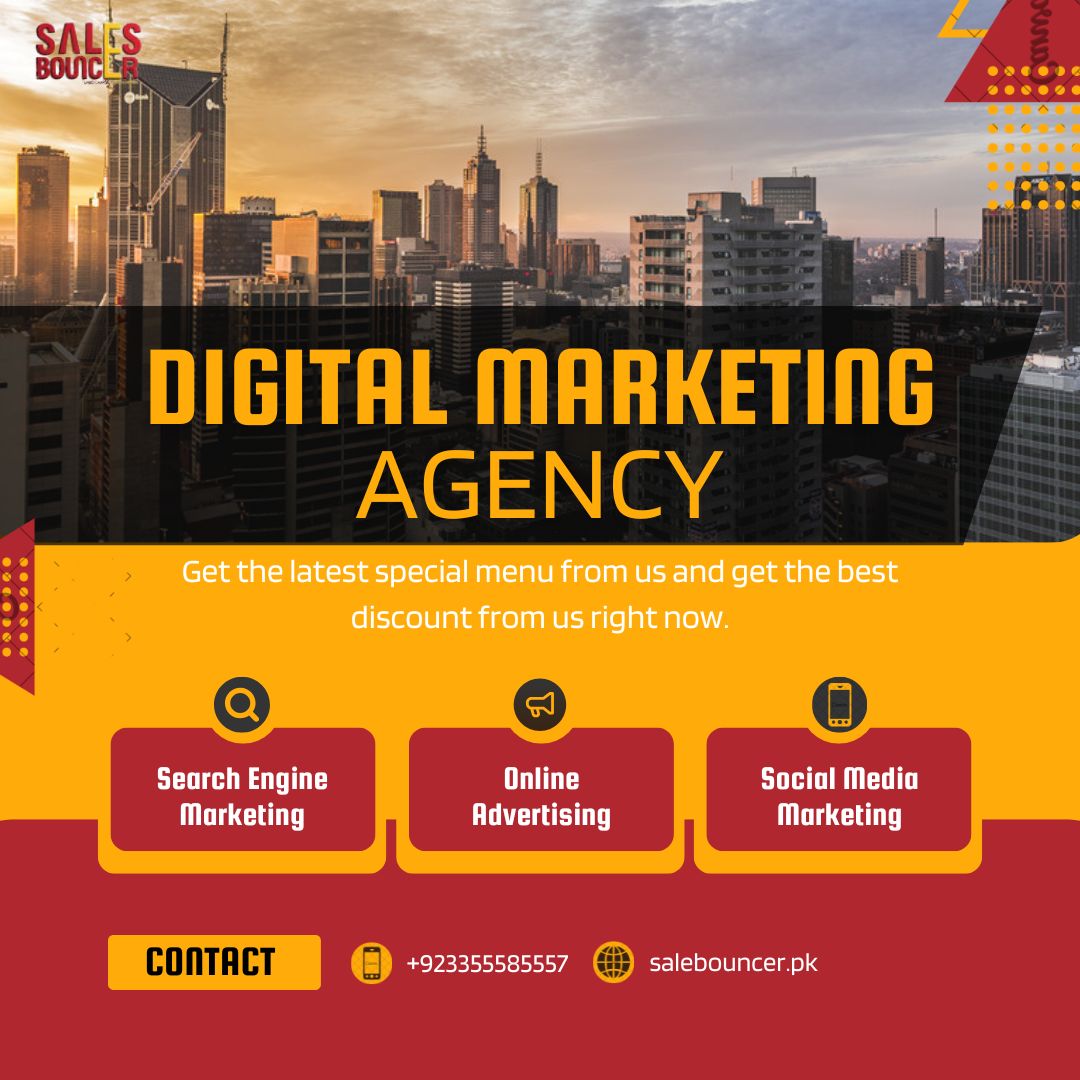 SALES
BOUNCER
DIGITAL MARKETING
AGENCY
Get the latest special menu from us and get the best
discount from us right now.
Search Engine
Marketing
Online
Advertising
Social Media
Marketing
CONTACT
+923355585557
salebouncer.pk